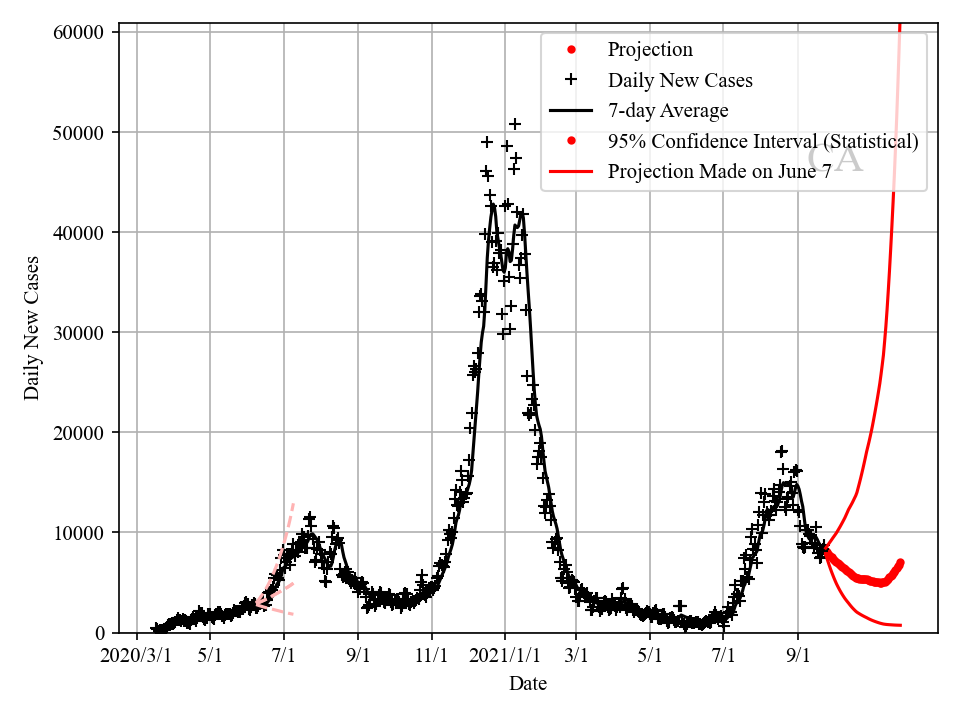 60000
50000
40000
30000
20000
10000
0
Daily New Cases
Projection
Daily New Cases
7-day Average
95% Confidence Interval (Statistical)
Projection Made on June 7
CA
2020/3/1 5/1 7/1 9/1 11/1 2021/1/1 3/1 5/1 7/1 9/1
Date